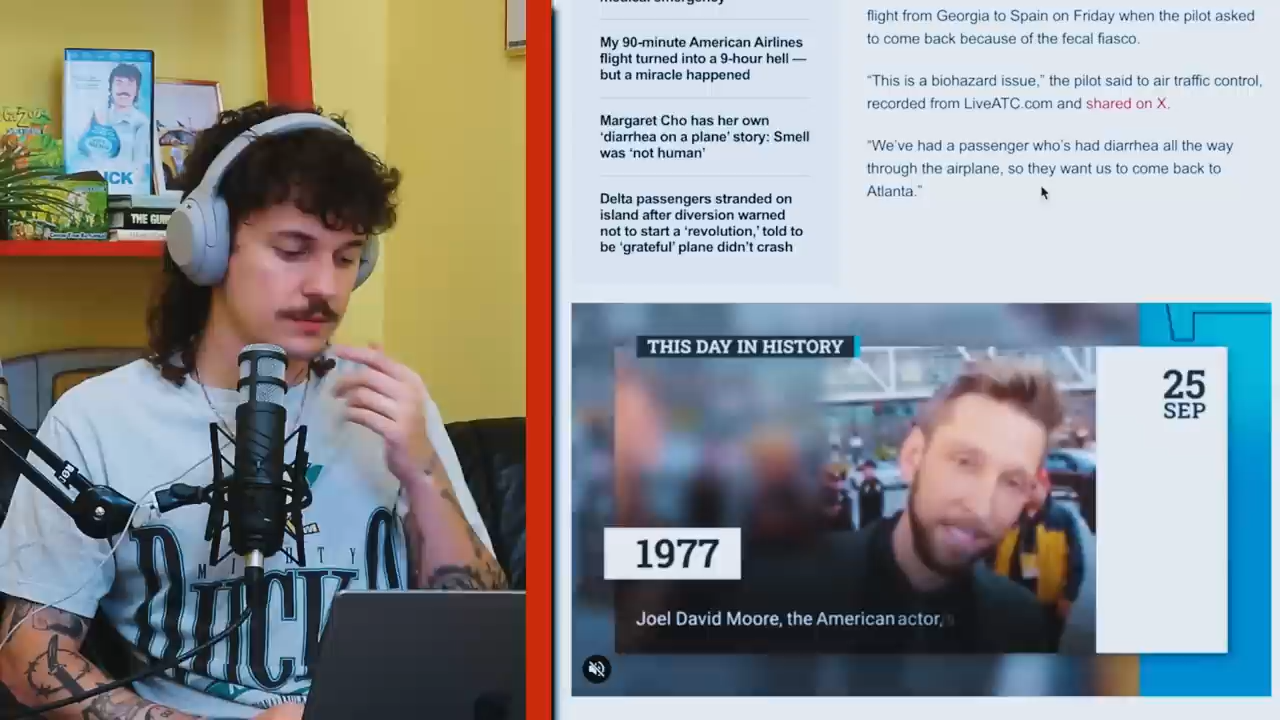 medical emergency
My 90-minute American Airlines
flight turned into a 9-hour hell —
but a miracle happened
Margaret Cho has her own
‘diarrhea on a plane’ story: Smell
was ‘not human’
Delta passengers stranded on
island after diversion warned
not to start a ‘revolution,’ told to
be ‘grateful’ plane didn’t crash
flight from Georgia to Spain on Friday when the pilot asked
to come back because of the fecal fiasco.
“This is a biohazard issue,” the pilot said to air traffic control,
recorded from LiveATC.com and shared on X.
“We’ve had a passenger who’s had diarrhea all the way
through the airplane, so they want us to come back to
Atlanta.”
THIS DAY IN HISTORY
25
SEP
1977
Joel David Moore, the American actor,
THE GUI